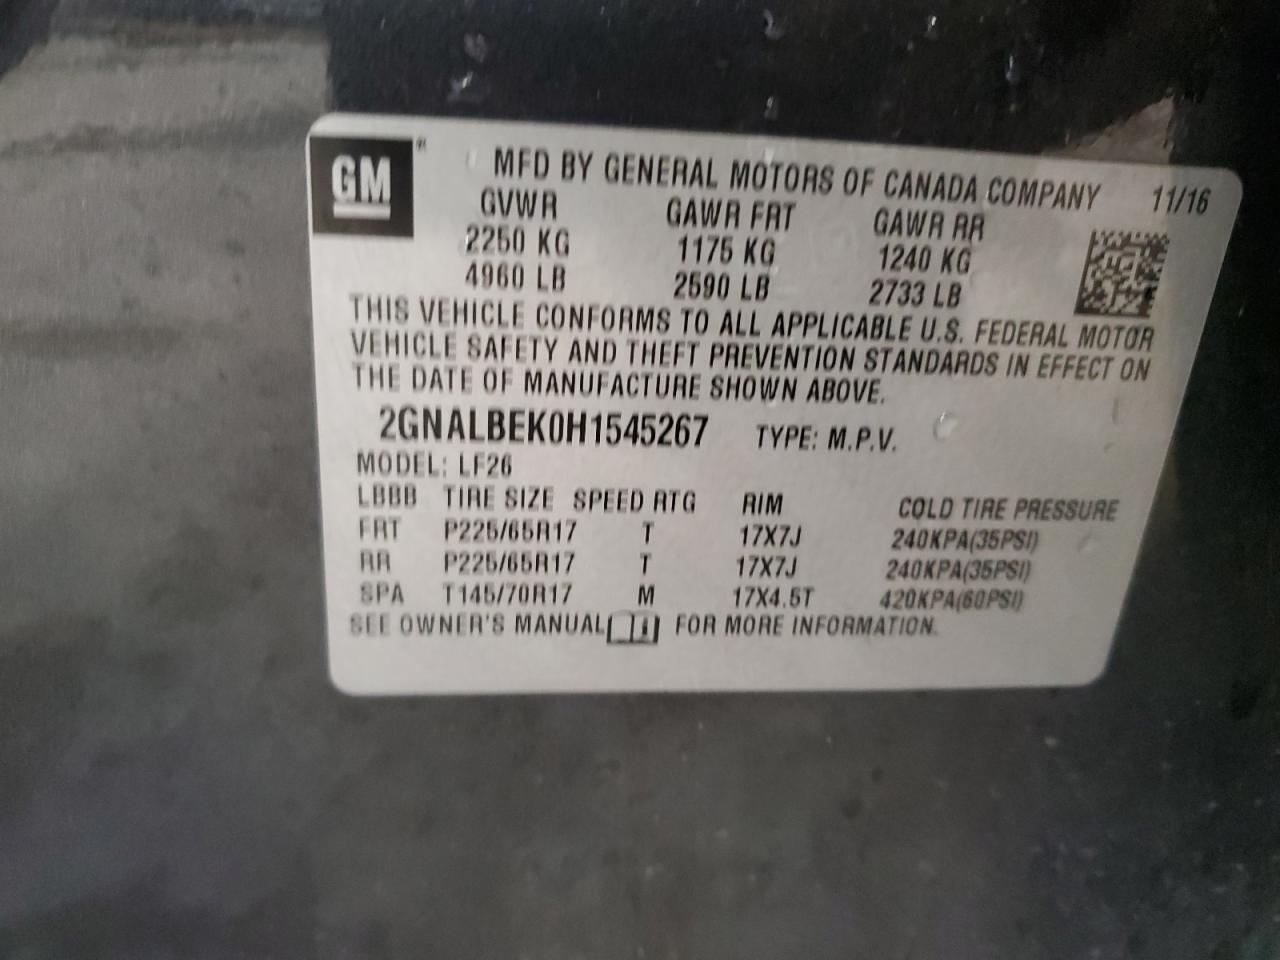 GM®
MFD BY GENERAL MOTORS OF CANADA COMPANY 11/16
GVWR GAWR FRT GAWR RR
2250 KG 1175 KG 1240 KG
4960 LB 2590 LB 2733 LB
THIS VEHICLE CONFORMS TO ALL APPLICABLE U.S. FEDERAL MOTOR
VEHICLE SAFETY AND THEFT PREVENTION STANDARDS IN EFFECT ON
THE DATE OF MANUFACTURE SHOWN ABOVE.
2GNALBEK0H1545267 TYPE: M.P.V.
MODEL: LF26
LBBB TIRE SIZE SPEED RTG RIM COLD TIRE PRESSURE
FRT P225/65R17 T 17X7J 240KPA(35PSI)
RR P225/65R17 T 17X7J 240KPA(35PSI)
SPA T145/70R17 M 17X4.5T 420KPA(60PSI)
SEE OWNER'S MANUAL FOR MORE INFORMATION.